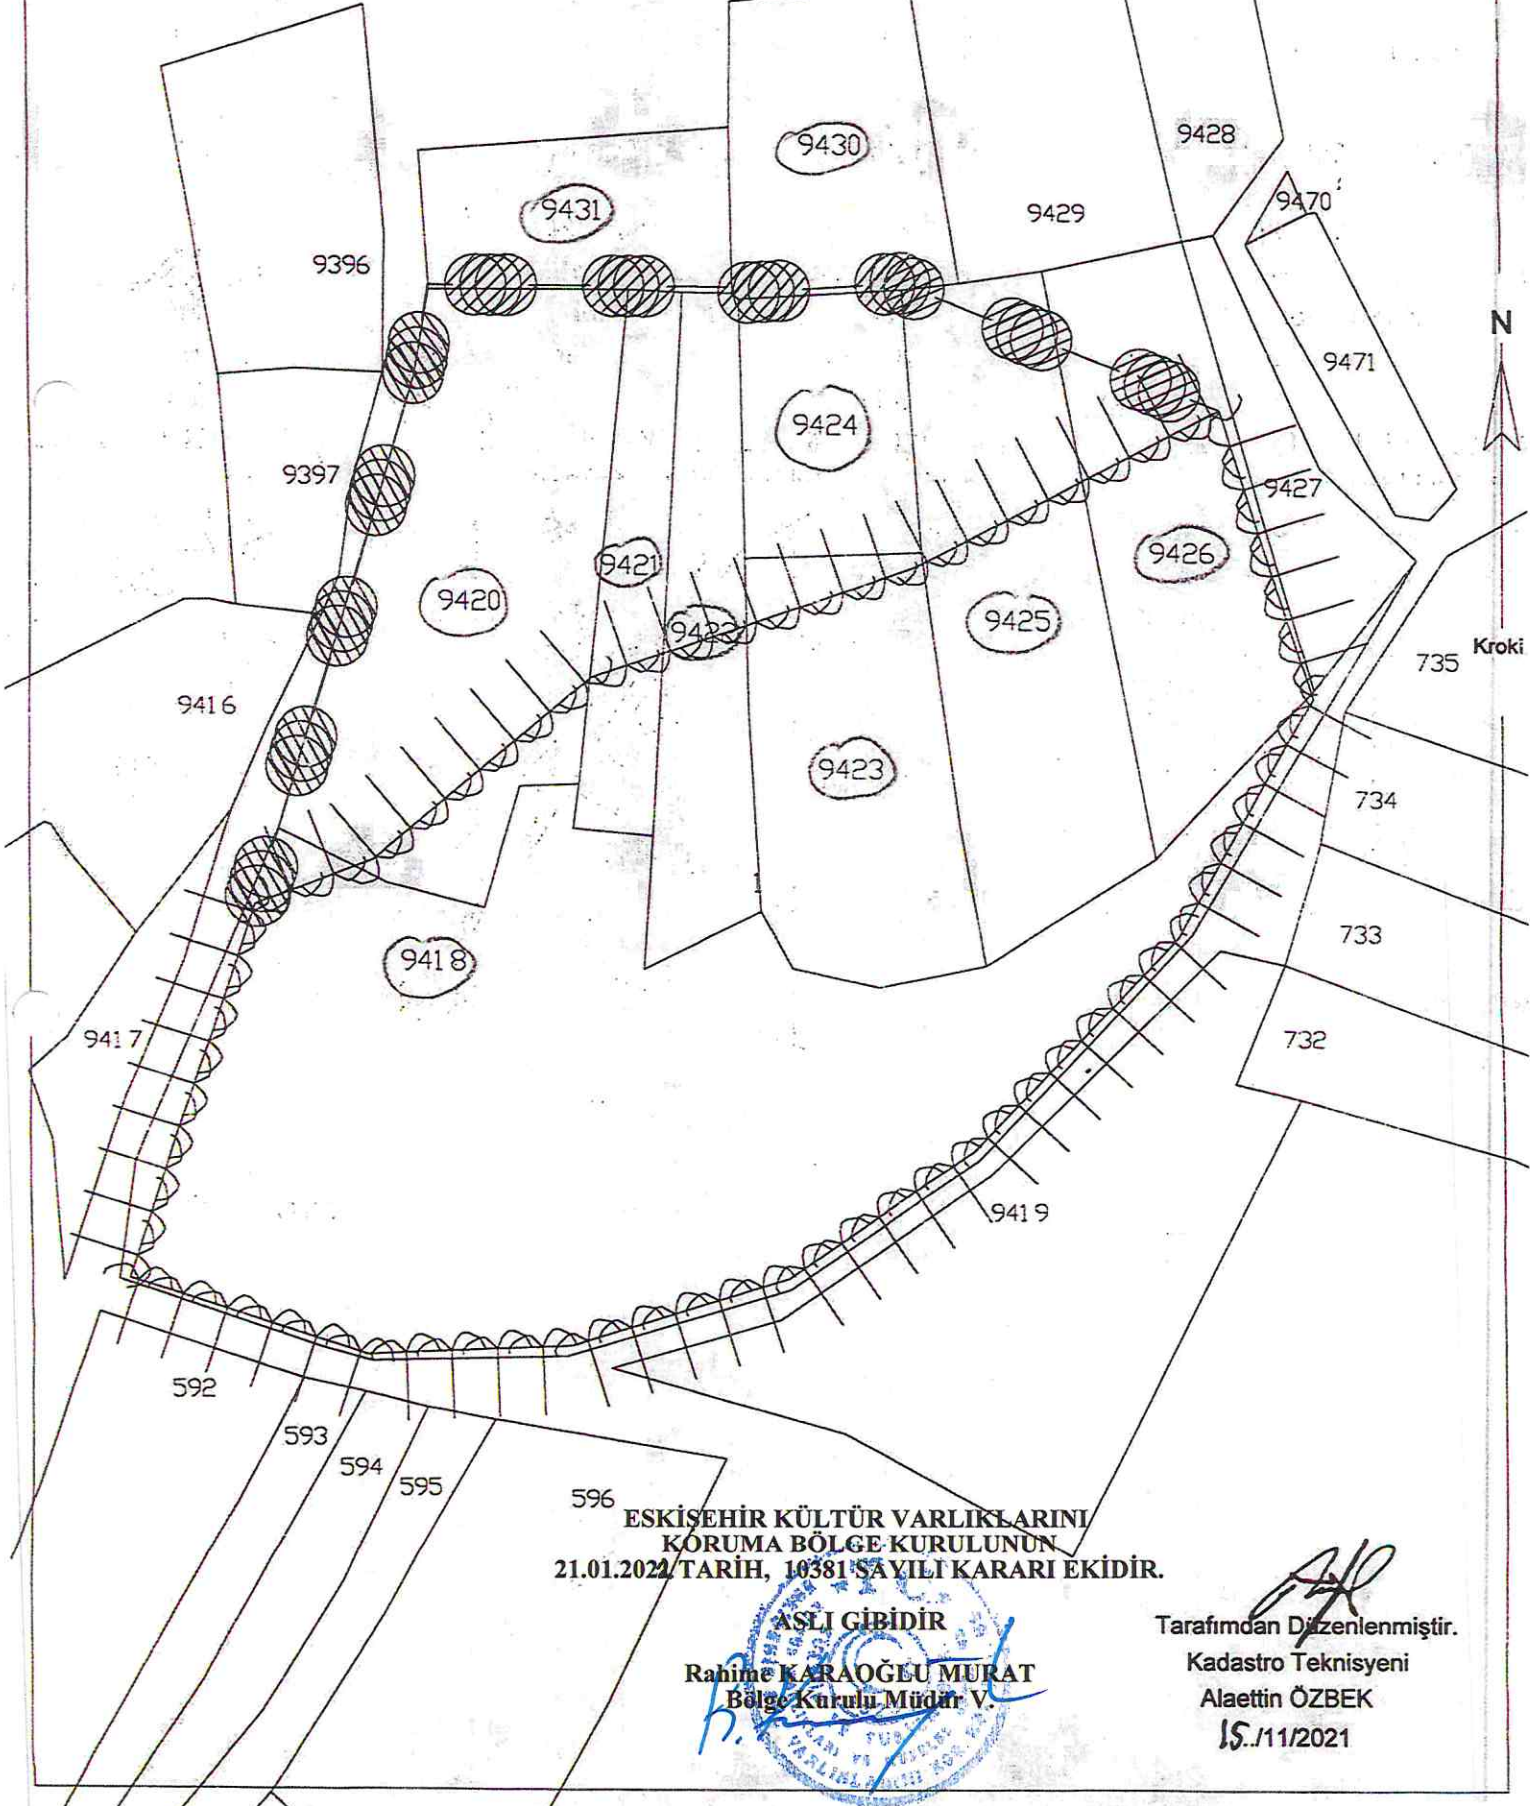 9430
9428
9431
9429
9470
9396
N
9471
9424
9397
9427
9421
9426
9420
9425
9422
735
Kroki
9416
9423
734
733
9418
9417
732
9419
592
593
594
595
596
ESKİŞEHİR KÜLTÜR VARLIKLARINI
KORUMA BÖLGE KURULUNUN
21.01.2022 TARİH, 10381 SAYILI KARARI EKİDİR.
ASLI GİBİDİR
Rahime KARAOĞLU MURAT
Bölge Kurulu Müdür V.
Tarafımdan Düzenlenmiştir.
Kadastro Teknisyeni
Alaettin ÖZBEK
15./11/2021